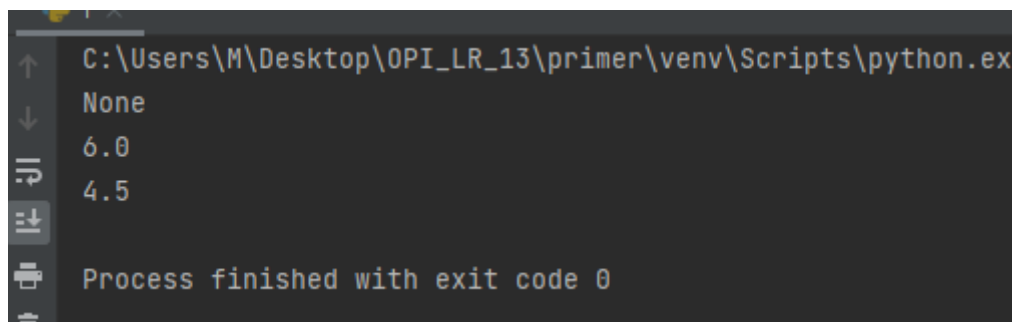 C:\Users\M\Desktop\OPI_LR_13\primer\venv\Scripts\python.ex
None
6.0
4.5
Process finished with exit code 0